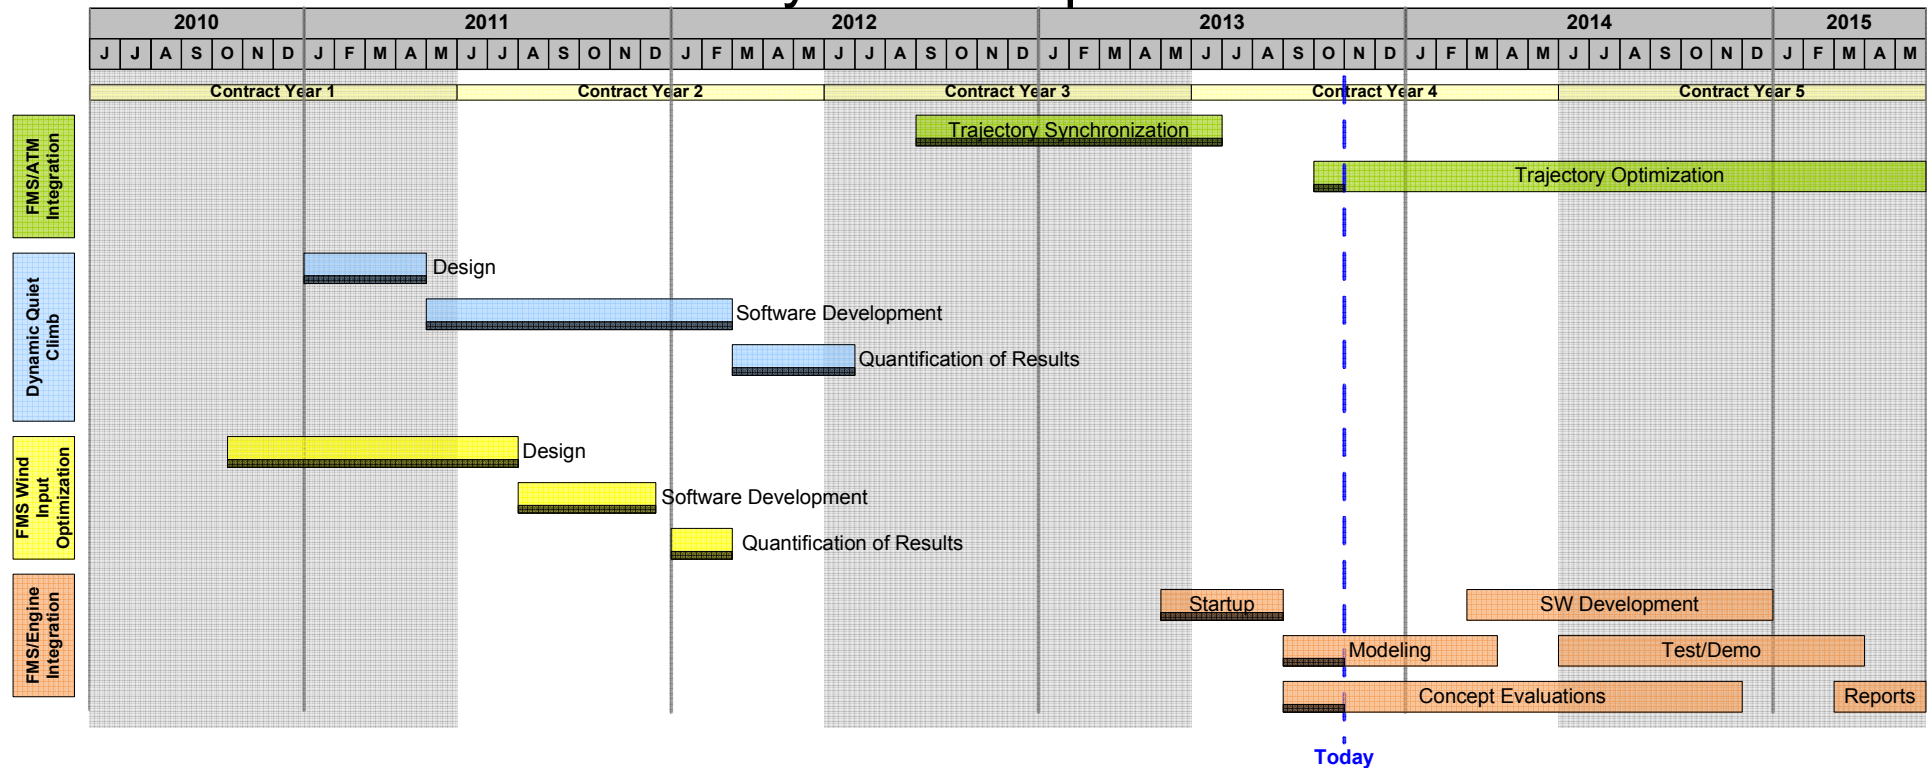 2010 2011 2012 2013 2014 2015
J J A S O N D J F M A M J J A S O N D J F M A M J J A S O N D J F M A M J J A S O N D J F M A M J J A S O N D J F M A M
Contract Year 1 Contract Year 2 Contract Year 3 Contract Year 4 Contract Year 5
FMS/ATM
Integration
Trajectory Synchronization
Trajectory Optimization
Dynamic Quiet
Climb
Design
Software Development
Quantification of Results
FMS Wind
Input
Optimization
Design
Software Development
Quantification of Results
FMS/Engine
Integration
Startup SW Development
Modeling Test/Demo
Concept Evaluations Reports
Today